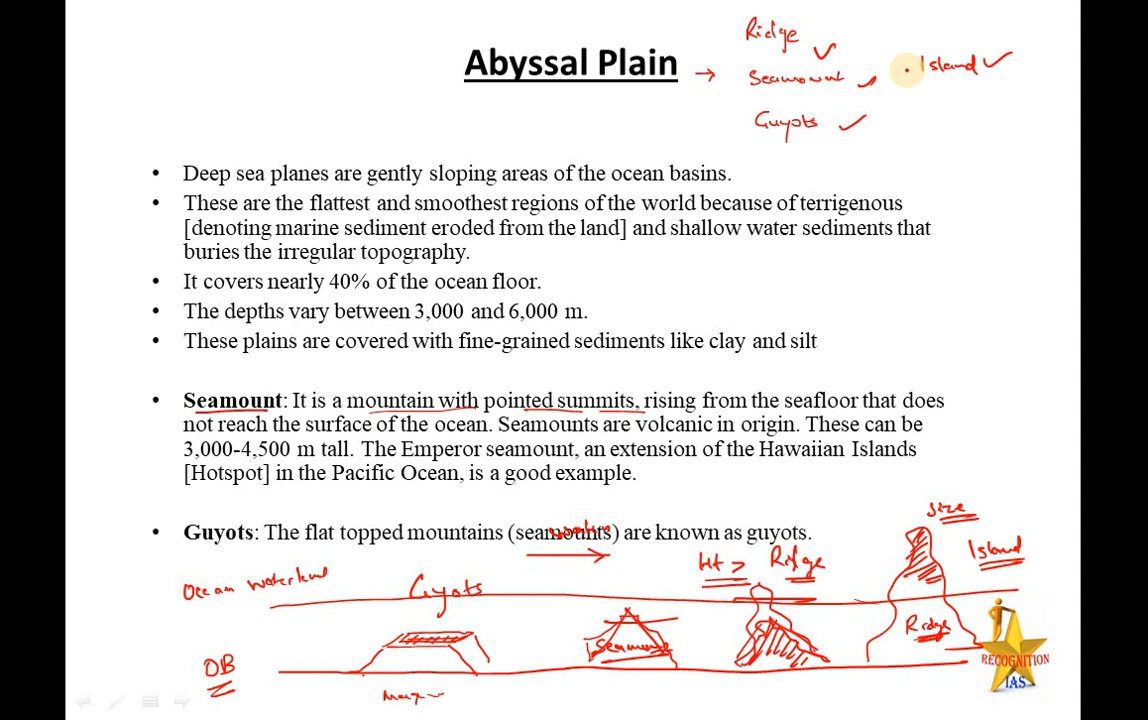 Ridge
Abyssal Plain → Seamount Island
Guyots
• Deep sea planes are gently sloping areas of the ocean basins.
• These are the flattest and smoothest regions of the world because of terrigenous
[denoting marine sediment eroded from the land] and shallow water sediments that
buries the irregular topography.
• It covers nearly 40% of the ocean floor.
• The depths vary between 3,000 and 6,000 m.
• These plains are covered with fine-grained sediments like clay and silt
• Seamount: It is a mountain with pointed summits, rising from the seafloor that does
not reach the surface of the ocean. Seamounts are volcanic in origin. These can be
3,000-4,500 m tall. The Emperor seamount, an extension of the Hawaiian Islands
[Hotspot] in the Pacific Ocean, is a good example.
Size
• Guyots: The flat topped mountains (seamounts) are known as guyots.
Island
Ht > Ridge
Ocean water level
Guyots
Ridge
Seamount
OB
RECOGNITION
IAS